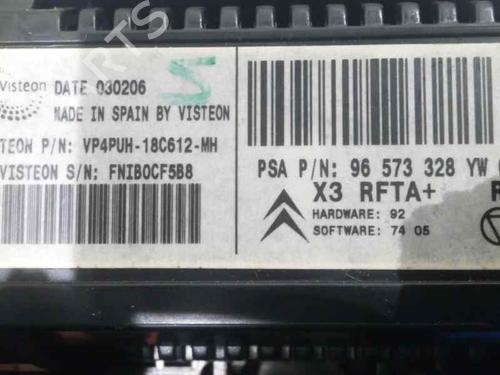 Visteon DATE 030206
MADE IN SPAIN BY VISTEON
TEON P/N: VP4PUH-18C612-MH
VISTEON S/N: FNIBOCF5B8
5
PSA P/N: 96 573 328 YW
X3 RFTA+
HARDWARE: 92
SOFTWARE: 74 05